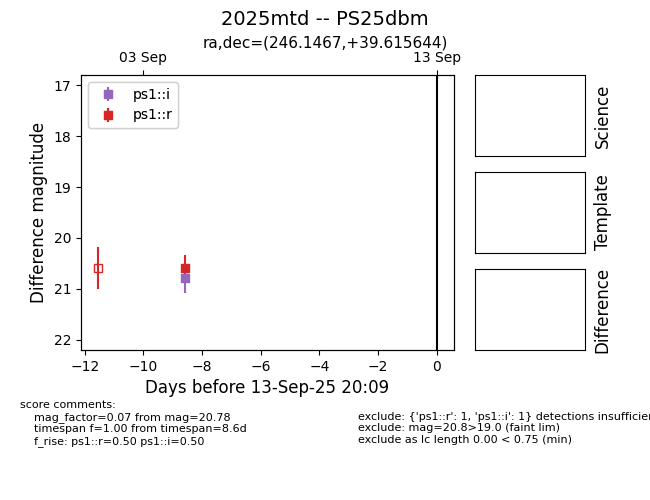 2025mtd -- PS25dbm
ra,dec=(246.1467,+39.615644)
03 Sep
13 Sep
ps1::i
ps1::r
17
18
19
20
21
22
Difference magnitude
−12
−10
−8
−6
−4
−2
0
Days before 13-Sep-25 20:09
Science
Template
Difference
score comments:
mag_factor=0.07 from mag=20.78
timespan f=1.00 from timespan=8.6d
f_rise: ps1::r=0.50 ps1::i=0.50
exclude: {'ps1::r': 1, 'ps1::i': 1} detections
exclude: mag=20.8>19.0 (faint lim)
exclude as lc length 0.00 < 0.75 (min)